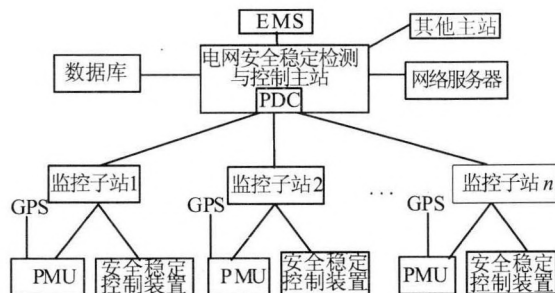 EMS
其他主站
电网安全稳定检测
与控制主站
数据库
网络服务器
PDC
监控子站1
监控子站2
...
监控子站n
GPS
GPS
GPS
PMU
安全稳定
控制装置
PMU
安全稳定
控制装置
PMU
安全稳定
控制装置